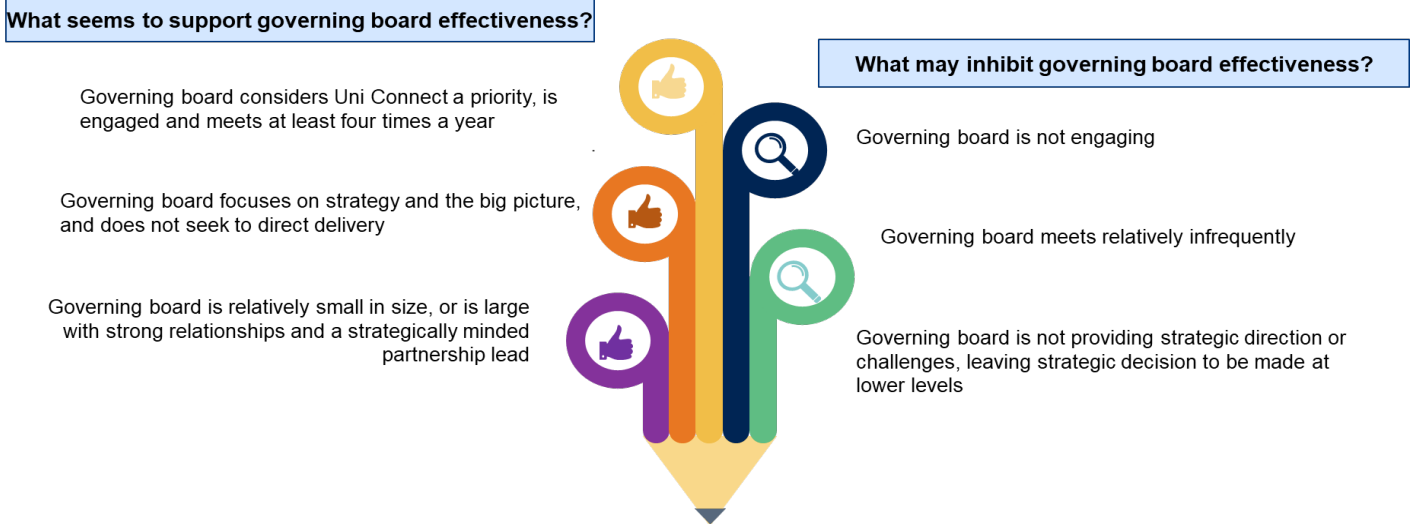 What seems to support governing board effectiveness?
Governing board considers Uni Connect a priority, is
engaged and meets at least four times a year
Governing board focuses on strategy and the big picture,
and does not seek to direct delivery
Governing board is relatively small in size, or is large
with strong relationships and a strategically minded
partnership lead
What may inhibit governing board effectiveness?
Governing board is not engaging
Governing board meets relatively infrequently
Governing board is not providing strategic direction or
challenges, leaving strategic decision to be made at
lower levels